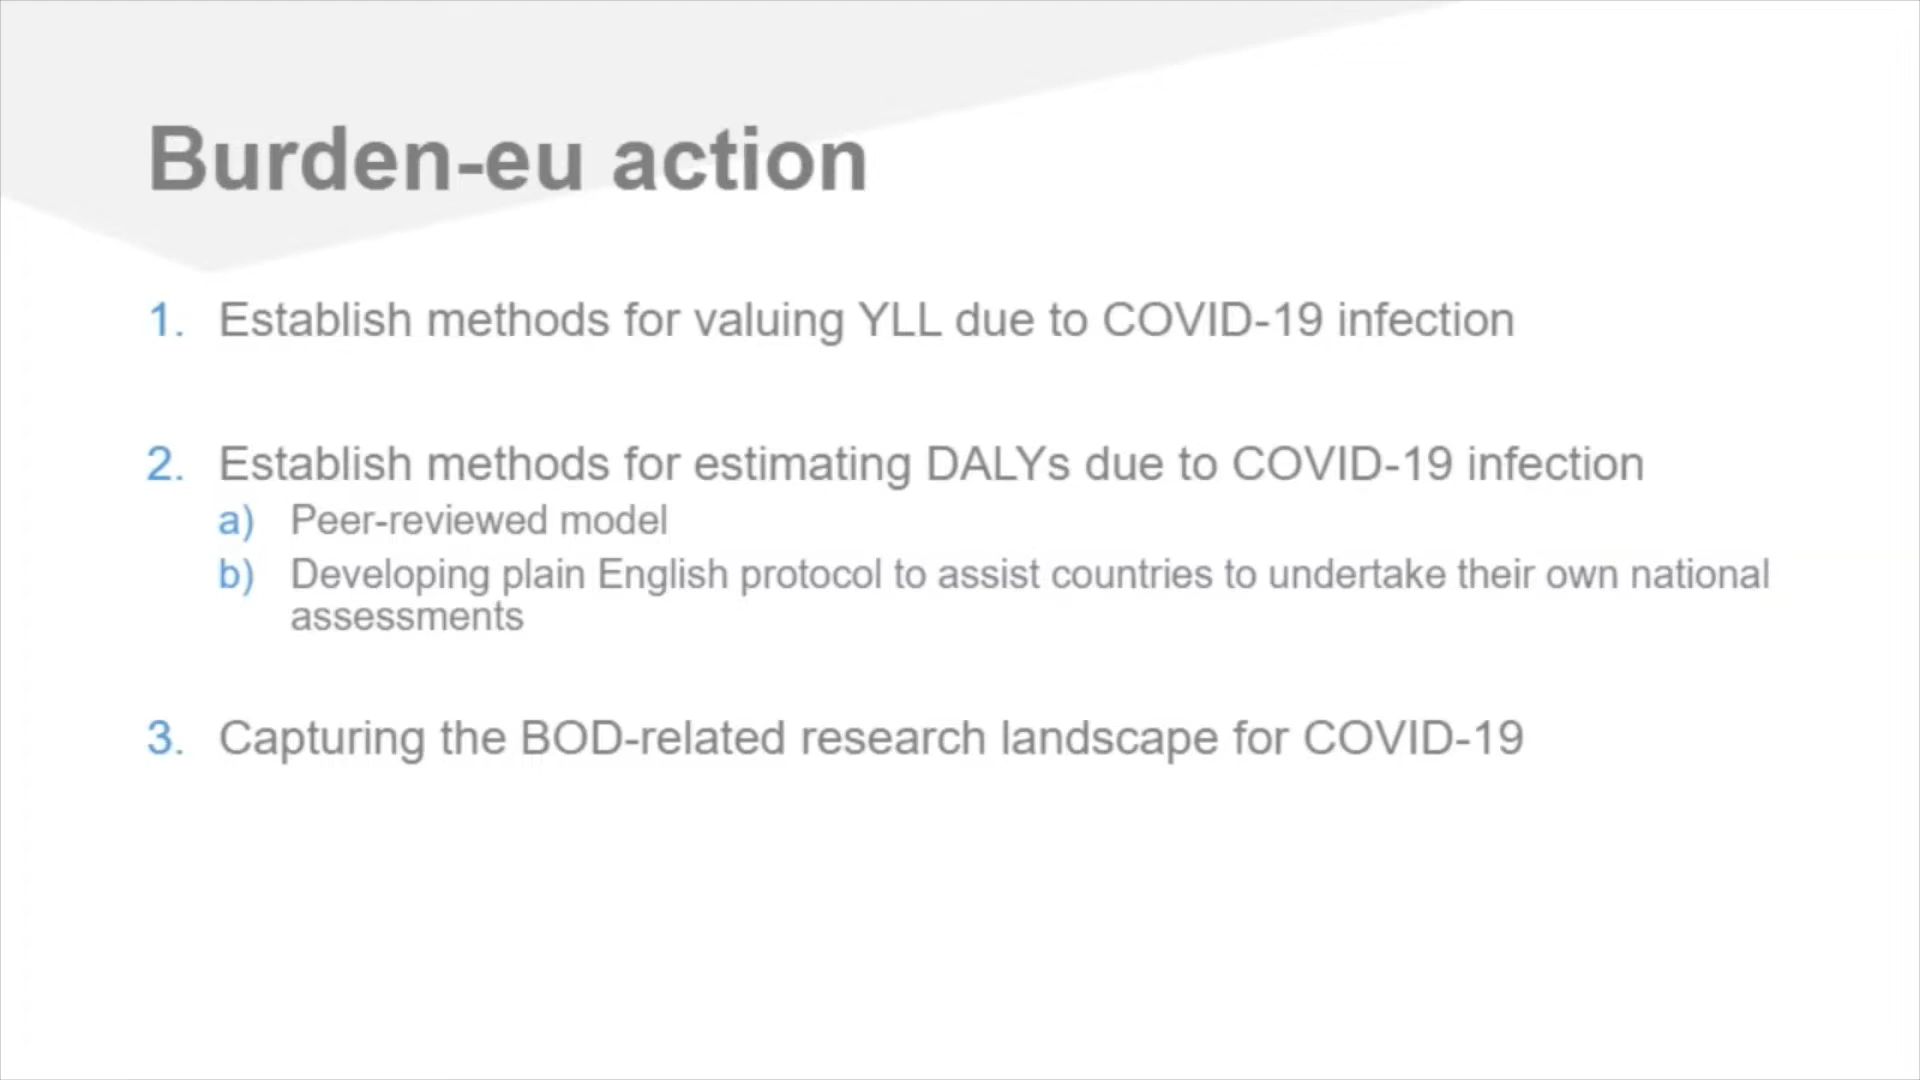 Burden-eu action
1. Establish methods for valuing YLL due to COVID-19 infection
2. Establish methods for estimating DALYs due to COVID-19 infection
a) Peer-reviewed model
b) Developing plain English protocol to assist countries to undertake their own national
assessments
3. Capturing the BOD-related research landscape for COVID-19